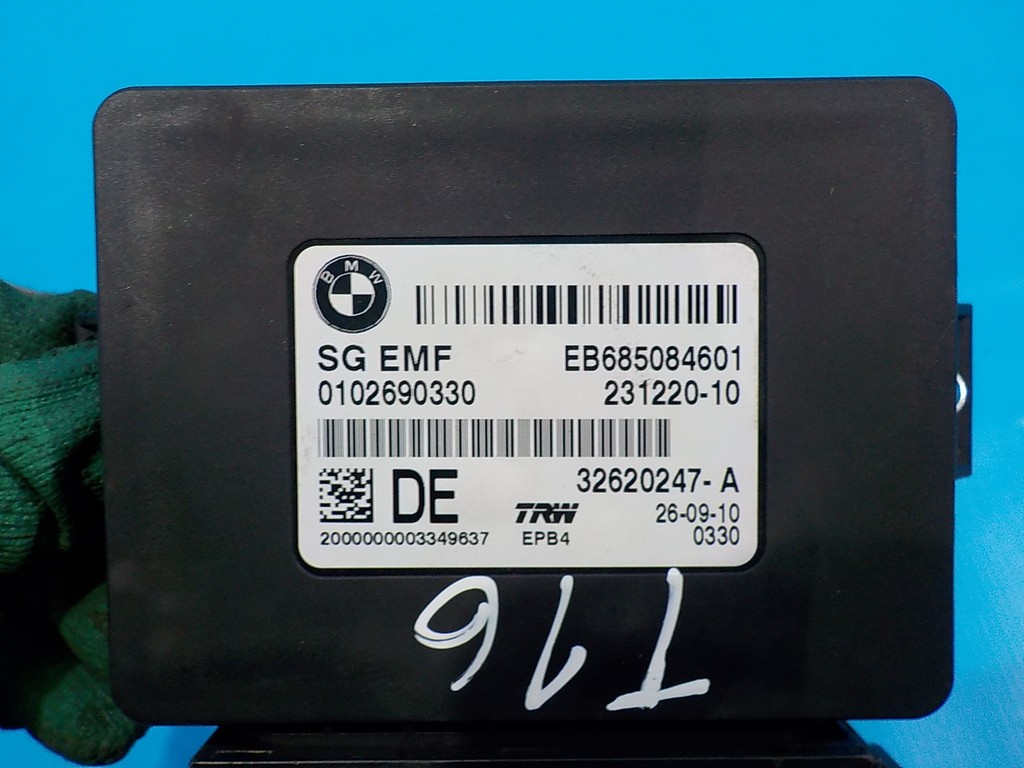 BMW
SG EMF EB685084601
0102690330 231220-10
32620247-A
DE
TRW 26-09-10
2000000003349637 EPB4 0330
T16